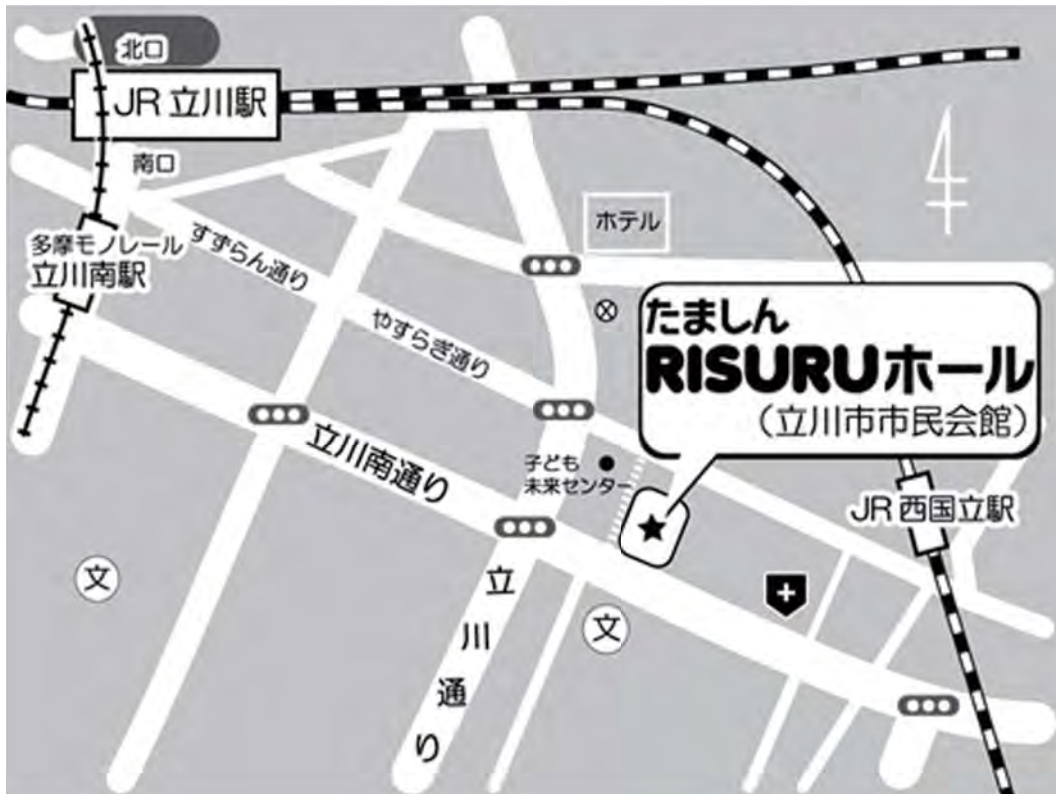 北口
JR 立川駅
南口
多摩モノレール
立川南駅
すずらん通り
やすらぎ通り
ホテル
たましん
RISURUホール
(立川市市民会館)
立川南通り
子ども
未来センター
JR 西国立駅
文
文
立川通り